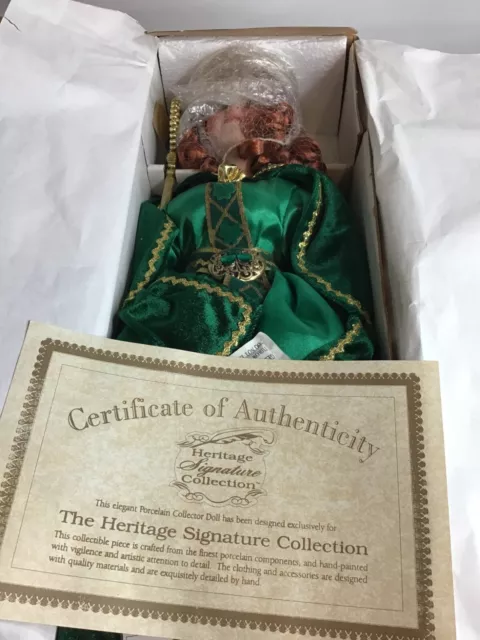 Certificate of Authenticity
Heritage
Signature
Collection™
This elegant Porcelain Collector Doll has been designed exclusively for
The Heritage Signature Collection
This collectible piece is crafted from the finest porcelain components, and hand-painted
with vigilence and artistic attention to detail. The clothing and accessories are designed
with quality materials and are exquisitely detailed by hand.